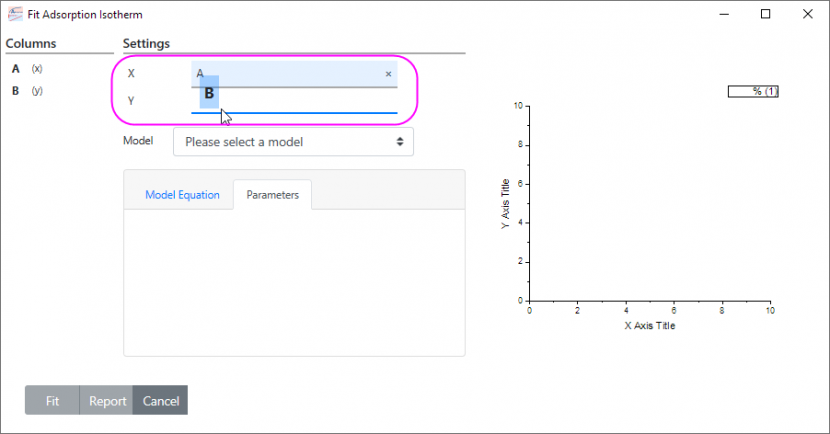 Fit Adsorption Isotherm
Columns
A (x)
B (y)
Settings
X A ×
Y B
Model Please select a model
Model Equation Parameters
Fit Report Cancel
% (1)
10
8
6
4
2
0
Y Axis Title
0 2 4 6 8 10
X Axis Title